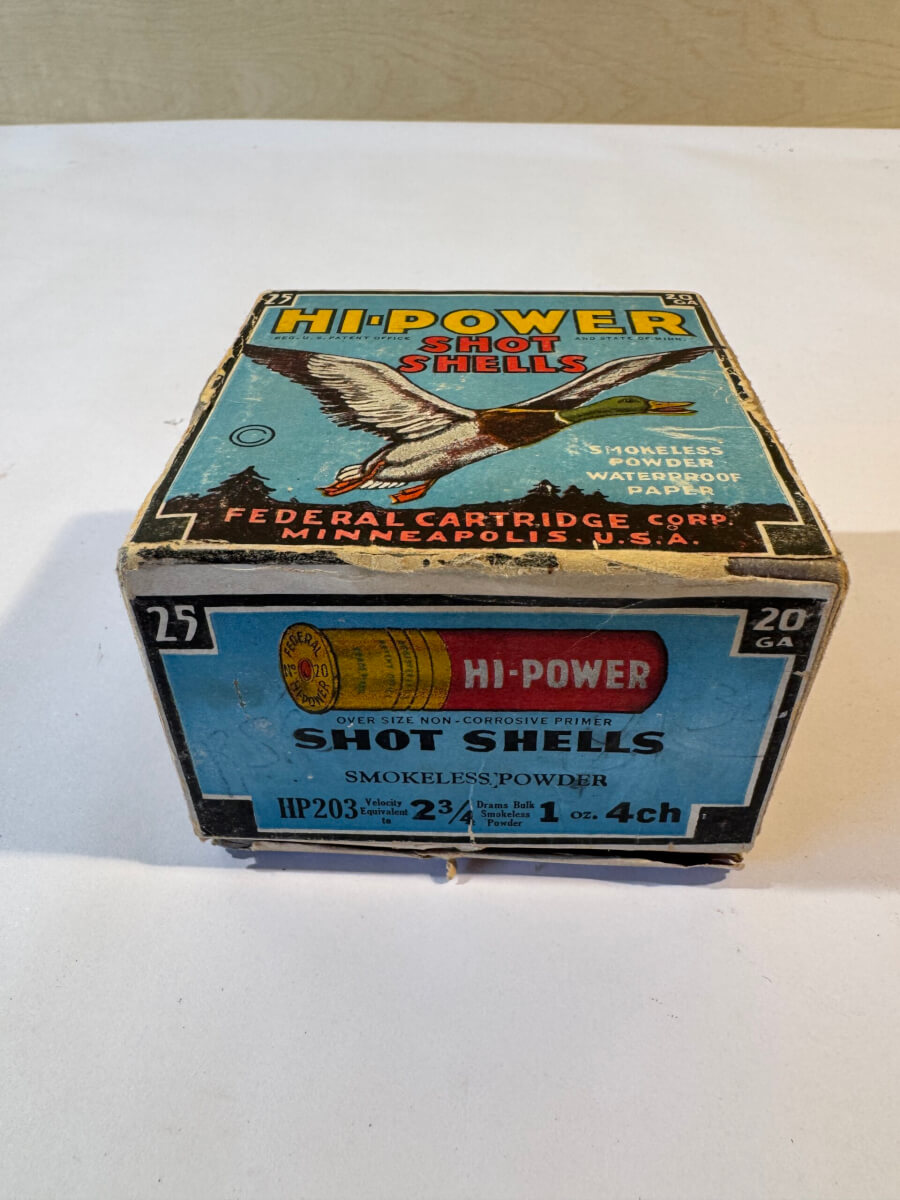 25
20
GA
HI-POWER
REG. U. S. PATENT OFFICE
AND STATE OF MINN.
SHOT
SHELLS
©
SMOKELESS
POWDER
WATERPROOF
PAPER
FEDERAL CARTRIDGE CORP.
MINNEAPOLIS. U.S.A.
25
20
GA
FEDERAL
No 20
HI-POWER
HI-POWER
OVER SIZE NON-CORROSIVE PRIMER
SHOT SHELLS
SMOKELESS POWDER
HP203 Velocity Equivalent to 2 3/4 Drams Bulk Smokeless Powder 1 oz. 4ch